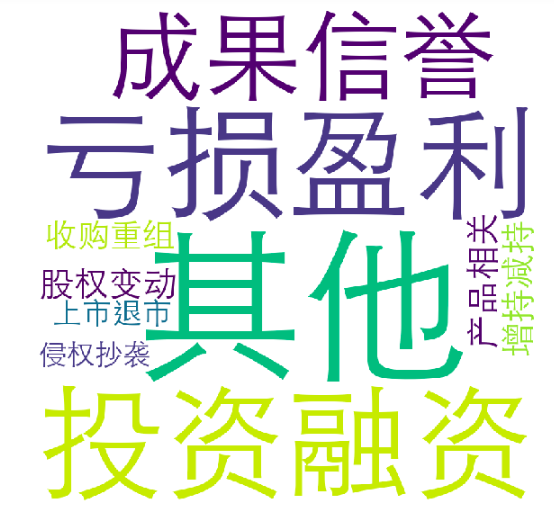 成果信誉
亏损盈利
收购重组
股权变动
上市退市
侵权抄袭
其他
产品相关
增持减持
投资融资